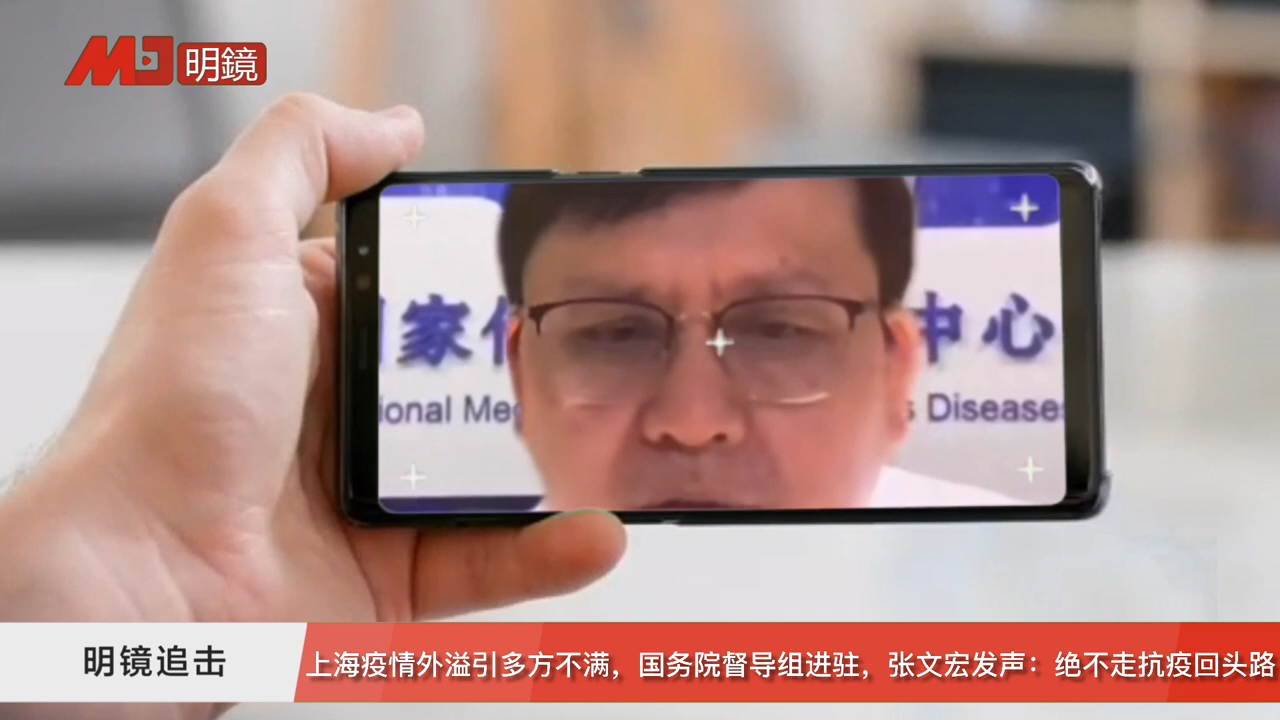 MJ 明鏡
家 中心
ional Me s Disease
明镜追击
上海疫情外溢引多方不满，国务院督导组进驻，张文宏发声：绝不走抗疫回头路